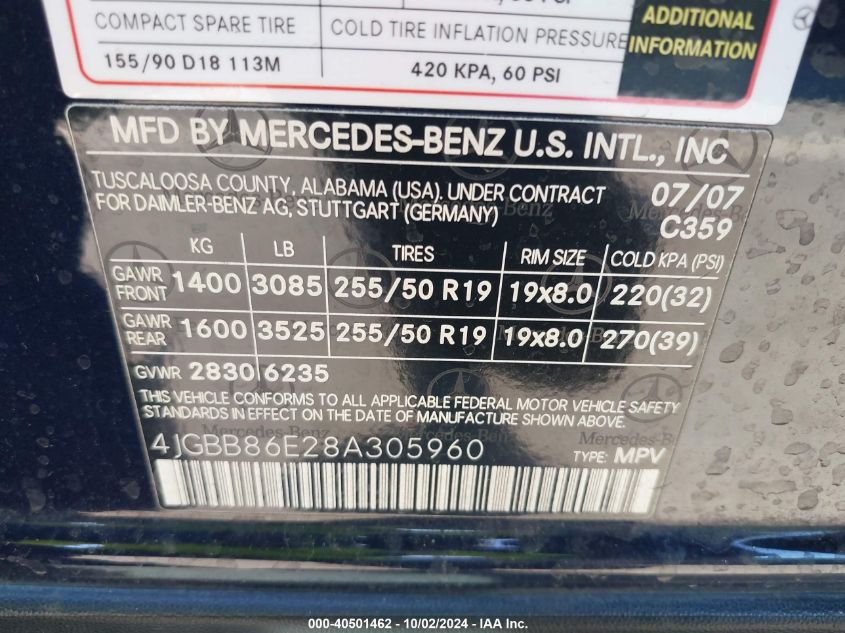 COMPACT SPARE TIRE COLD TIRE INFLATION PRESSURE
155/90 D18 113M 420 KPA, 60 PSI
ADDITIONAL
INFORMATION
MFD BY MERCEDES-BENZ U.S. INTL., INC
TUSCALOOSA COUNTY, ALABAMA (USA). UNDER CONTRACT
FOR DAIMLER-BENZ AG, STUTTGART (GERMANY)
07/07
C359
KG LB TIRES RIM SIZE COLD KPA (PSI)
GAWR FRONT 1400 3085 255/50 R19 19x8.0 220(32)
GAWR REAR 1600 3525 255/50 R19 19x8.0 270(39)
GVWR 2830 6235
THIS VEHICLE CONFORMS TO ALL APPLICABLE FEDERAL MOTOR VEHICLE SAFETY
STANDARDS IN EFFECT ON THE DATE OF MANUFACTURE SHOWN ABOVE.
4JGBB86E28A305960
TYPE: MPV
000-40501462 - 10/02/2024 - IAA Inc.